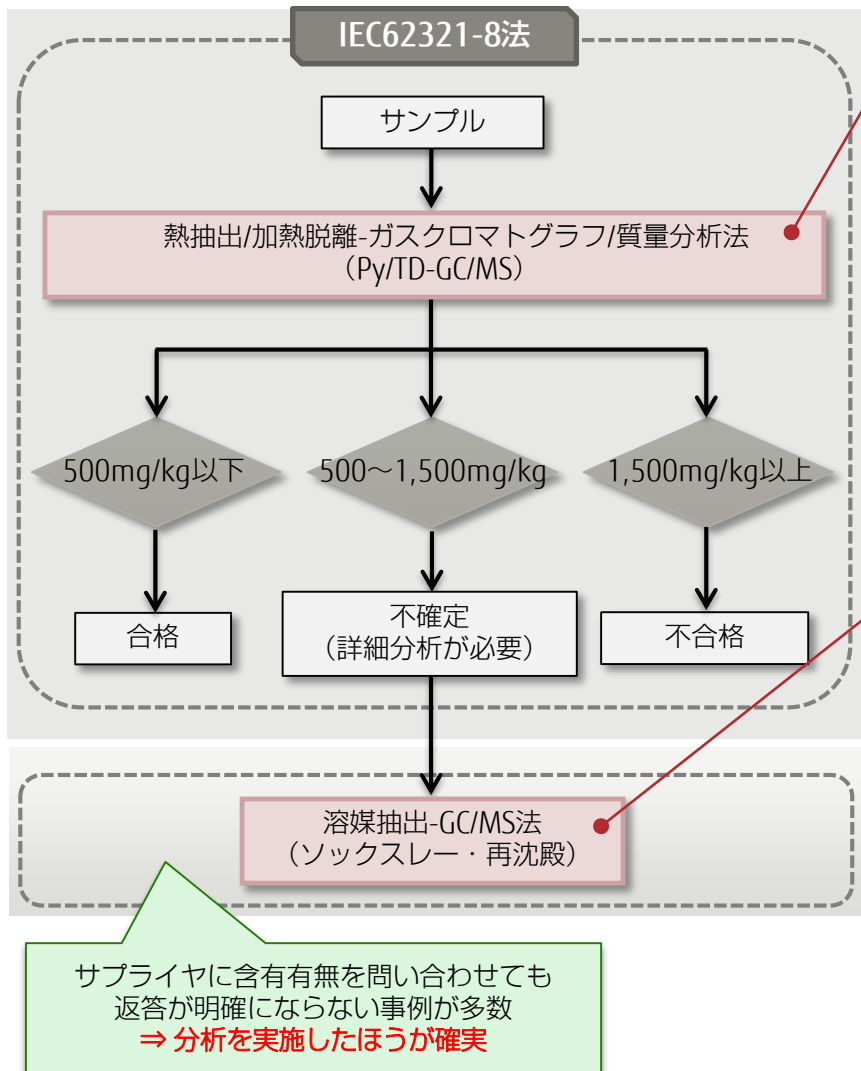 IEC62321-8法
サンプル
熱抽出/加熱脱離-ガスクロマトグラフ/質量分析法
（Py/TD-GC/MS）
500mg/kg以下
500～1,500mg/kg
1,500mg/kg以上
合格
不確定
（詳細分析が必要）
不合格
溶媒抽出-GC/MS法
（ソックスレー・再沈殿）
サプライヤに含有有無を問い合わせても
返答が明確にならない事例が多数
⇒ 分析を実施したほうが確実